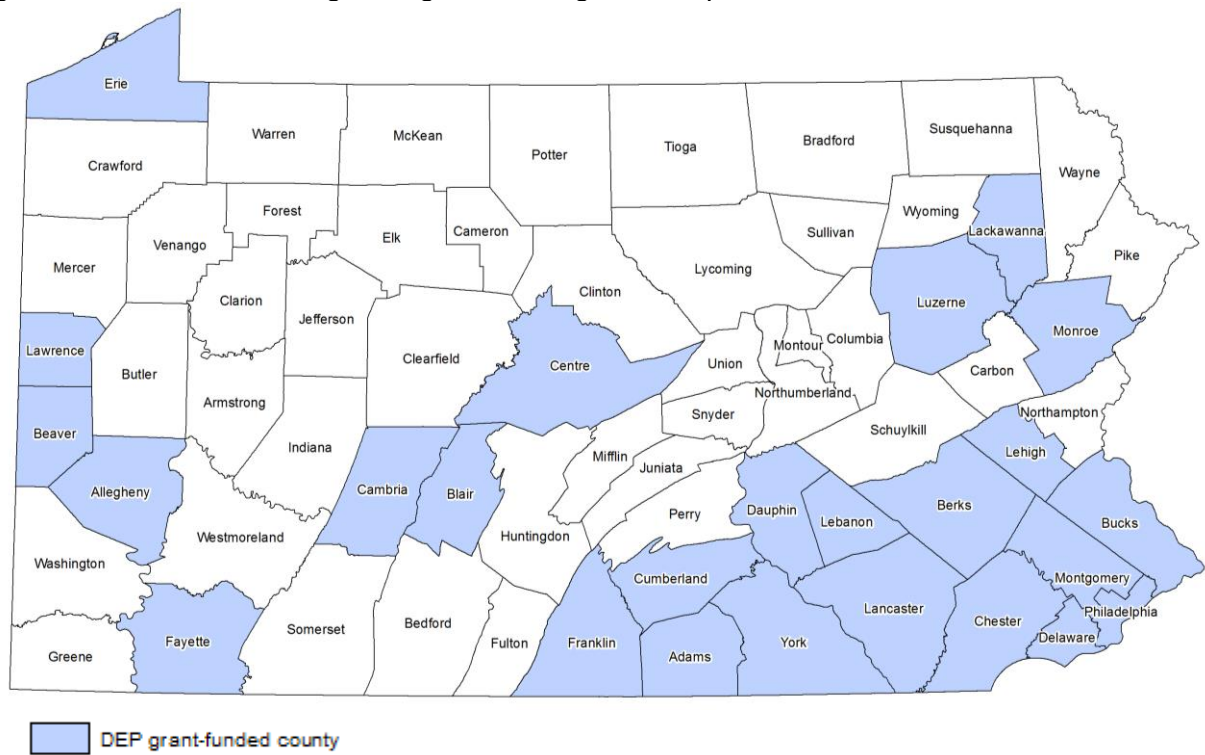 Erie
Warren
McKean
Potter
Tioga
Bradford
Susquehanna
Wayne
Crawford
Forest
Elk
Cameron
Wyoming
Lackawanna
Sullivan
Venango
Mercer
Clarion
Lycoming
Pike
Clinton
Luzerne
Jefferson
Monroe
Lawrence
Butler
Clearfield
Centre
Union
Montour
Columbia
Carbon
Armstrong
Northumberland
Snyder
Northampton
Beaver
Indiana
Schuylkill
Mifflin
Juniata
Lehigh
Allegheny
Cambria
Blair
Perry
Dauphin
Lebanon
Berks
Bucks
Westmoreland
Huntingdon
Washington
Cumberland
Montgomery
Lancaster
Philadelphia
Chester
Delaware
Somerset
Bedford
Fulton
Franklin
Adams
York
Fayette
Greene
DEP grant-funded county